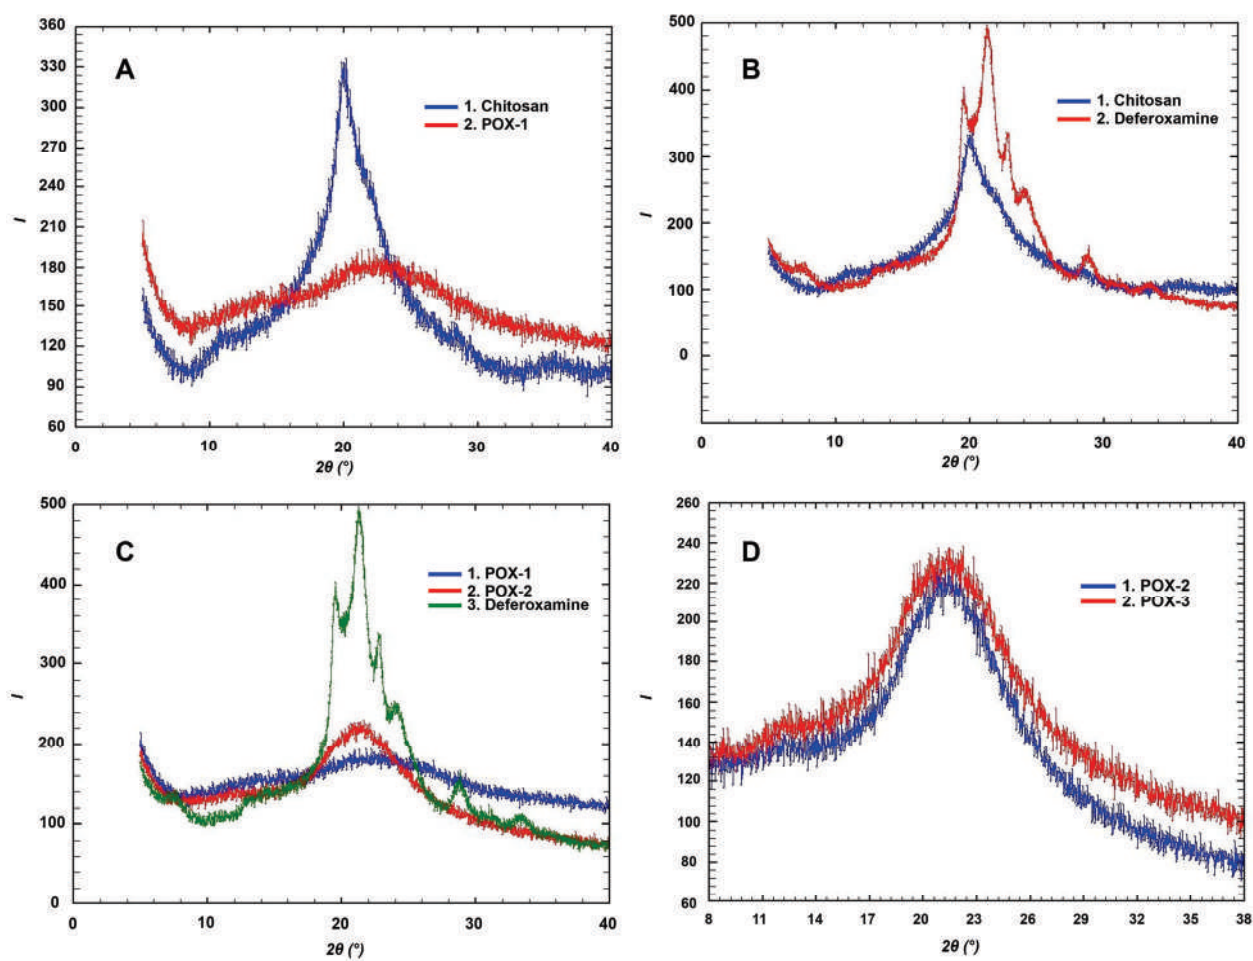 A
1. Chitosan
2. POX-1
360
330
300
270
240
210
180
150
120
90
60
I
0
10
20
30
40
2θ (°)
B
1. Chitosan
2. Deferoxamine
500
400
300
200
100
0
I
0
10
20
30
40
2θ (°)
C
1. POX-1
2. POX-2
3. Deferoxamine
500
400
300
200
100
0
I
10
20
30
40
2θ (°)
D
1. POX-2
2. POX-3
260
240
220
200
180
160
140
120
100
80
60
I
8
11
14
17
20
23
26
29
32
35
38
2θ (°)